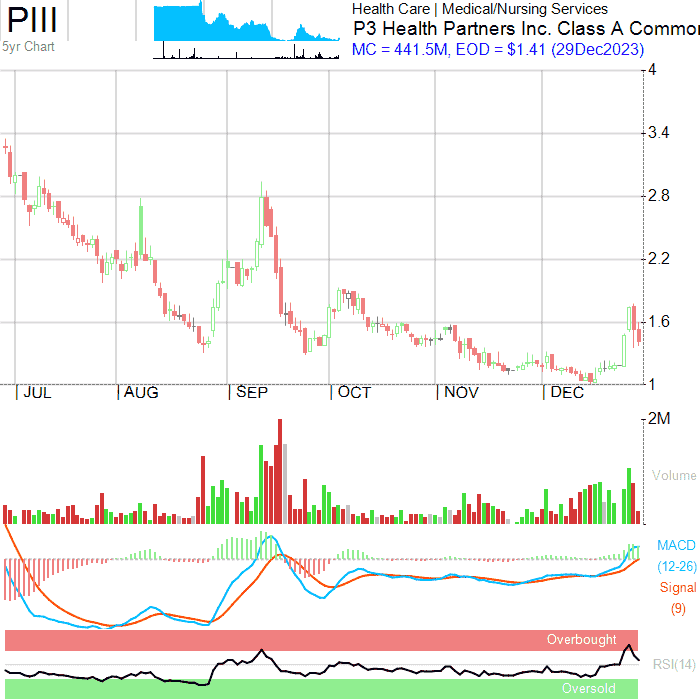 PIII
5yr Chart
Health Care | Medical/Nursing Services
P3 Health Partners Inc. Class A Commo
MC = 441.5M, EOD = $1.41 (29Dec2023)
4
3.4
2.8
2.2
1.6
1
JUL AUG SEP OCT NOV DEC
2M
Volume
MACD
(12-26)
Signal
(9)
Overbought
RSI(14)
Oversold